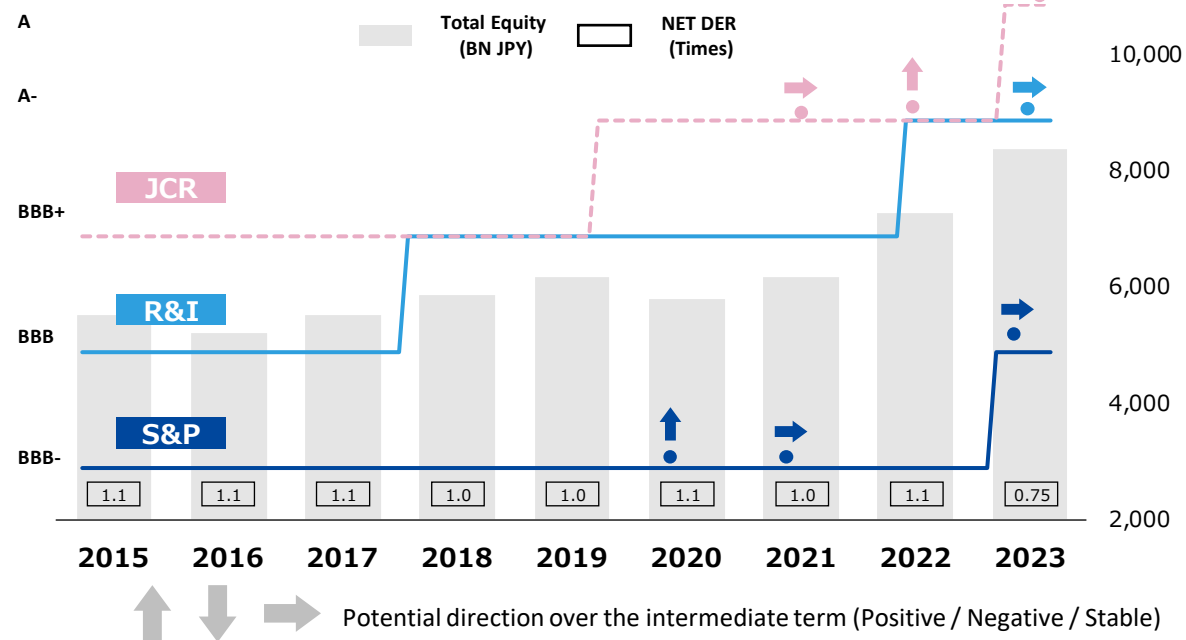 A
Total Equity
(BN JPY)
NET DER
(Times)
10,000
A-
8,000
JCR
BBB+
6,000
R&I
BBB
4,000
S&P
BBB-
1.1 1.1 1.1 1.0 1.0 1.1 1.0 1.1 0.75
2,000
2015 2016 2017 2018 2019 2020 2021 2022 2023
Potential direction over the intermediate term (Positive / Negative / Stable)